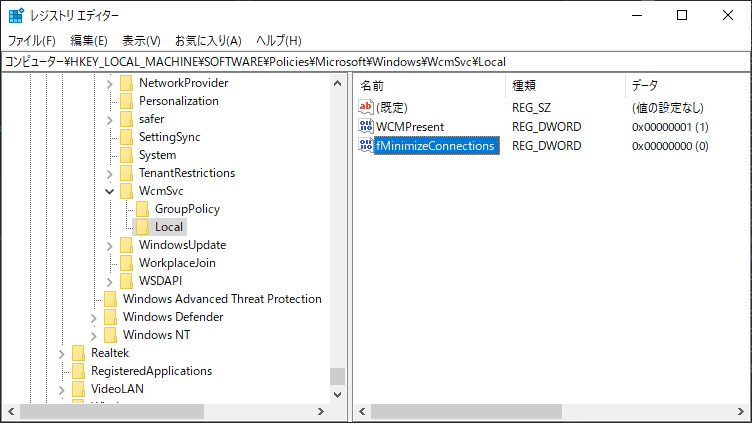 レジストリ エディター
ファイル(F) 編集(E) 表示(V) お気に入り(A) ヘルプ(H)
コンピューター¥HKEY_LOCAL_MACHINE¥SOFTWARE¥Policies¥Microsoft¥Windows¥WcmSvc¥Local
NetworkProvider
Personalization
safer
SettingSync
System
TenantRestrictions
WcmSvc
GroupPolicy
Local
WindowsUpdate
WorkplaceJoin
WSDAPI
Windows Advanced Threat Protection
Windows Defender
Windows NT
Realtek
RegisteredApplications
VideoLAN
名前 種類 データ
ab (既定) REG_SZ (値の設定なし)
WCMPresent REG_DWORD 0x00000001 (1)
fMinimizeConnections REG_DWORD 0x00000000 (0)